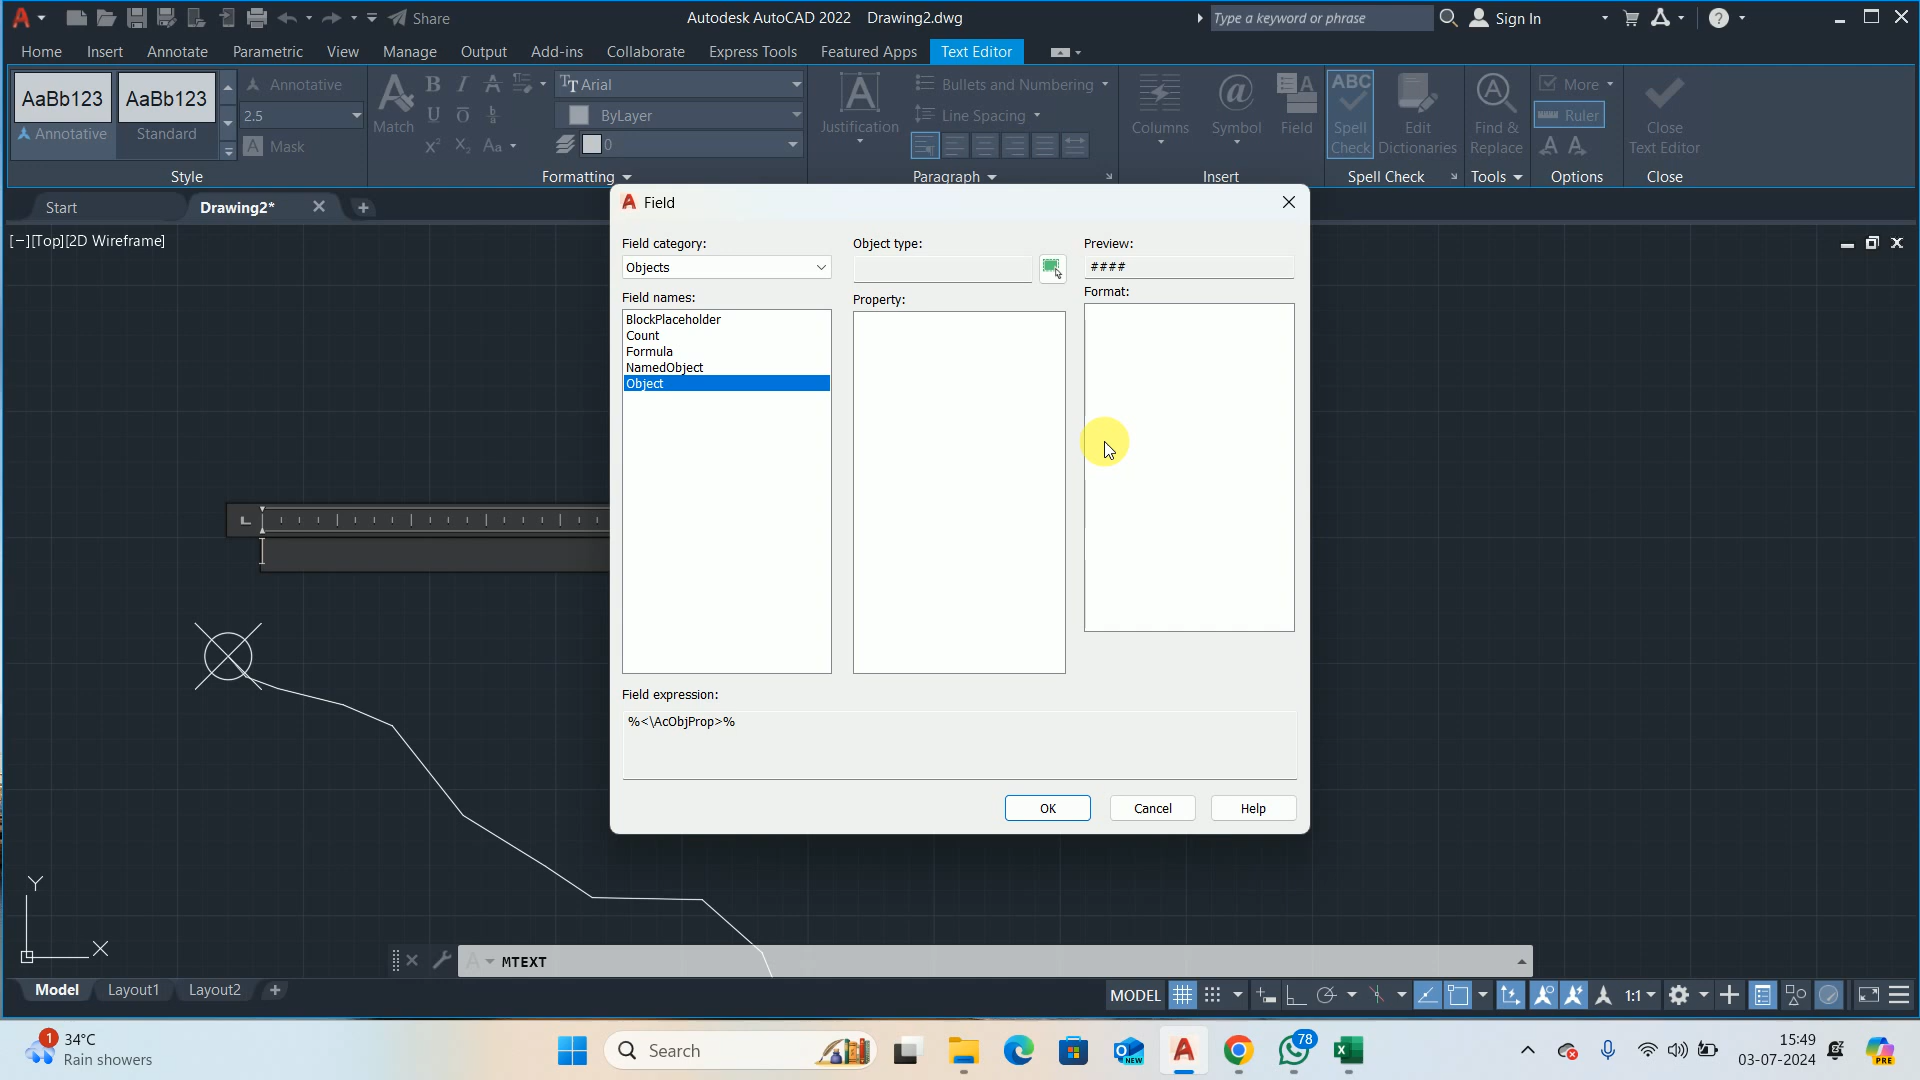 Share
Autodesk AutoCAD 2022 Drawing2.dwg
Type a keyword or phrase
Sign In
Home Insert Annotate Parametric View Manage Output Add-ins Collaborate Express Tools Featured Apps Text Editor
AaBb123 AaBb123
Annotative Standard
Annotative
2.5
Mask
Style
Match
Arial
ByLayer
0
Formatting
Justification
Bullets and Numbering
Line Spacing
Paragraph
Columns
Symbol
Field
Insert
ABC
Spell
Check
Edit
Dictionaries
Spell Check
Find &
Replace
Tools
More
Ruler
Options
Close
Text Editor
Close
Start
Drawing2*
[−][Top][2D Wireframe]
Field
Field category:
Objects
Field names:
BlockPlaceholder
Count
Formula
NamedObject
Object
Object type:
Property:
Preview:
####
Format:
Field expression:
%<\AcObjProp>%
OK Cancel Help
Y
X
MTEXT
Model Layout1 Layout2
MODEL
1:1
1
34°C
Rain showers
Search
NEW
78
15:49
03-07-2024
PRE